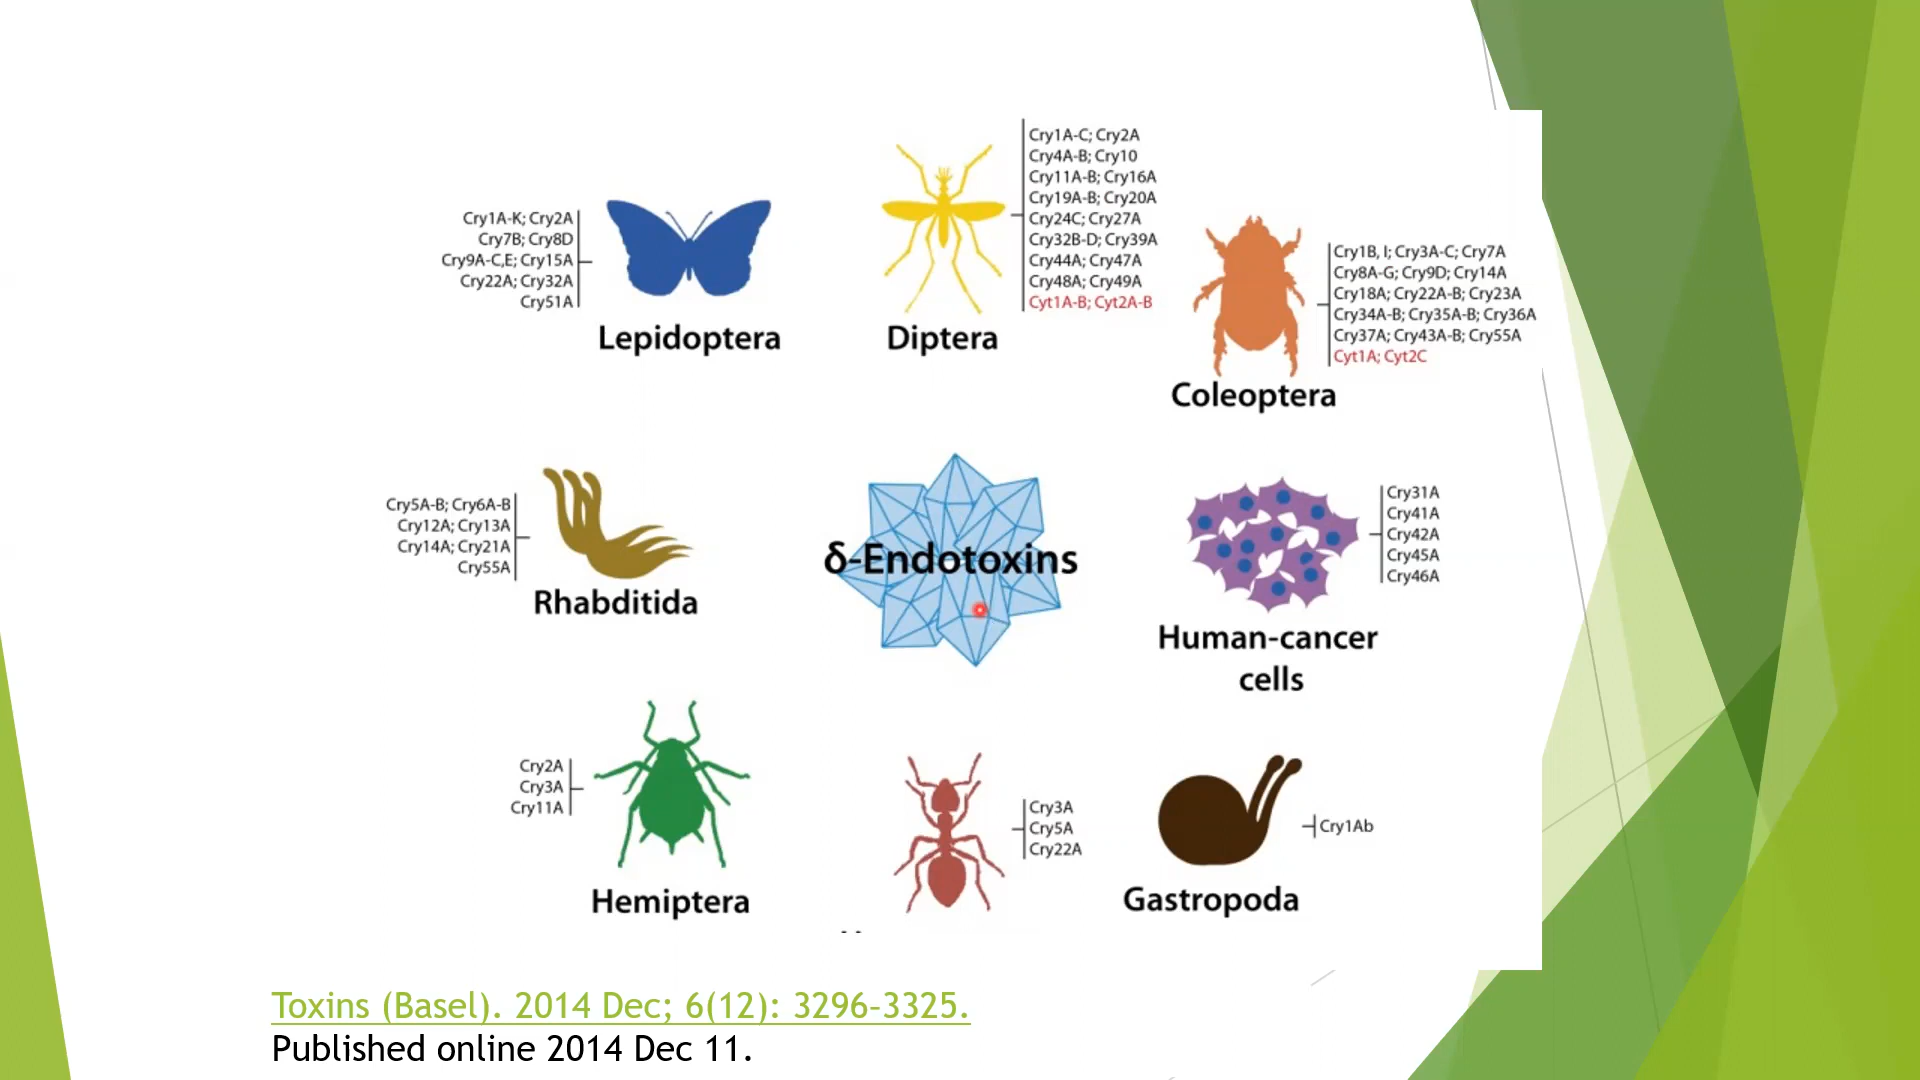 Cry1A-K; Cry2A
Cry7B; Cry8D
Cry9A-C,E; Cry15A
Cry22A; Cry32A
Cry51A
Lepidoptera
Cry1A-C; Cry2A
Cry4A-B; Cry10
Cry11A-B; Cry16A
Cry19A-B; Cry20A
Cry24C; Cry27A
Cry32B-D; Cry39A
Cry44A; Cry47A
Cry48A; Cry49A
Cyt1A-B; Cyt2A-B
Diptera
Cry1B, I; Cry3A-C; Cry7A
Cry8A-G; Cry9D; Cry14A
Cry18A; Cry22A-B; Cry23A
Cry34A-B; Cry35A-B; Cry36A
Cry37A; Cry43A-B; Cry55A
Cyt1A; Cyt2C
Coleoptera
Cry5A-B; Cry6A-B
Cry12A; Cry13A
Cry14A; Cry21A
Cry55A
Rhabditida
δ-Endotoxins
Cry31A
Cry41A
Cry42A
Cry45A
Cry46A
Human-cancer
cells
Cry2A
Cry3A
Cry11A
Hemiptera
Cry3A
Cry5A
Cry22A
Cry1Ab
Gastropoda
Toxins (Basel). 2014 Dec; 6(12): 3296-3325.
Published online 2014 Dec 11.